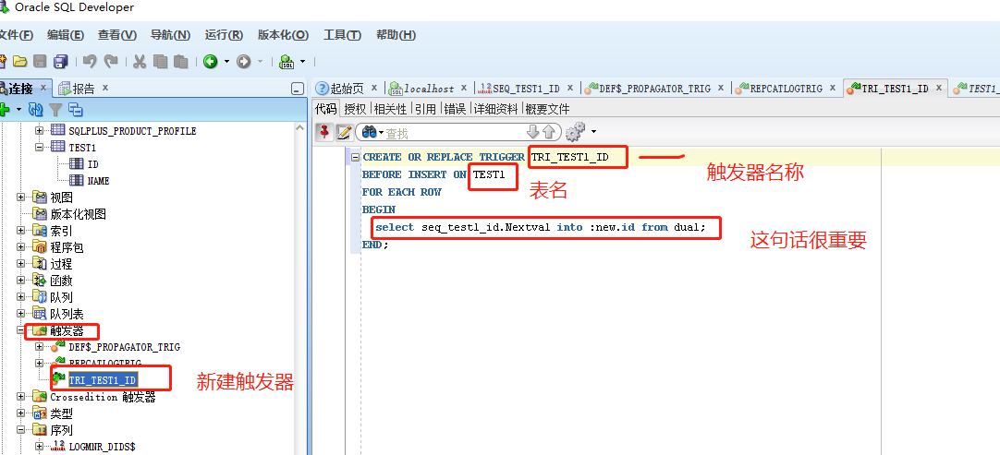 Oracle SQL Developer
文件(F) 编辑(E) 查看(V) 导航(N) 运行(R) 版本化(O) 工具(T) 帮助(H)
连接 报告
SQLPLUS_PRODUCT_PROFILE
TEST1
ID
NAME
视图
版本化视图
索引
程序包
过程
函数
队列
队列表
触发器
DEF$_PROPAGATOR_TRIG
REPCATLOGTRIG
TRI_TEST1_ID
新建触发器
Crossedition 触发器
类型
序列
LOGMNR_DIDS$
起始页 localhost SEQ_TEST1_ID DEF$_PROPAGATOR_TRIG REPCATLOGTRIG TRI_TEST1_ID TEST1
代码 授权 相关性 引用 错误 详细资料 概要文件
查找
CREATE OR REPLACE TRIGGER TRI_TEST1_ID
触发器名称
BEFORE INSERT ON TEST1
表名
FOR EACH ROW
BEGIN
select seq_test1_id.Nextval into :new.id from dual;
这句话很重要
END;